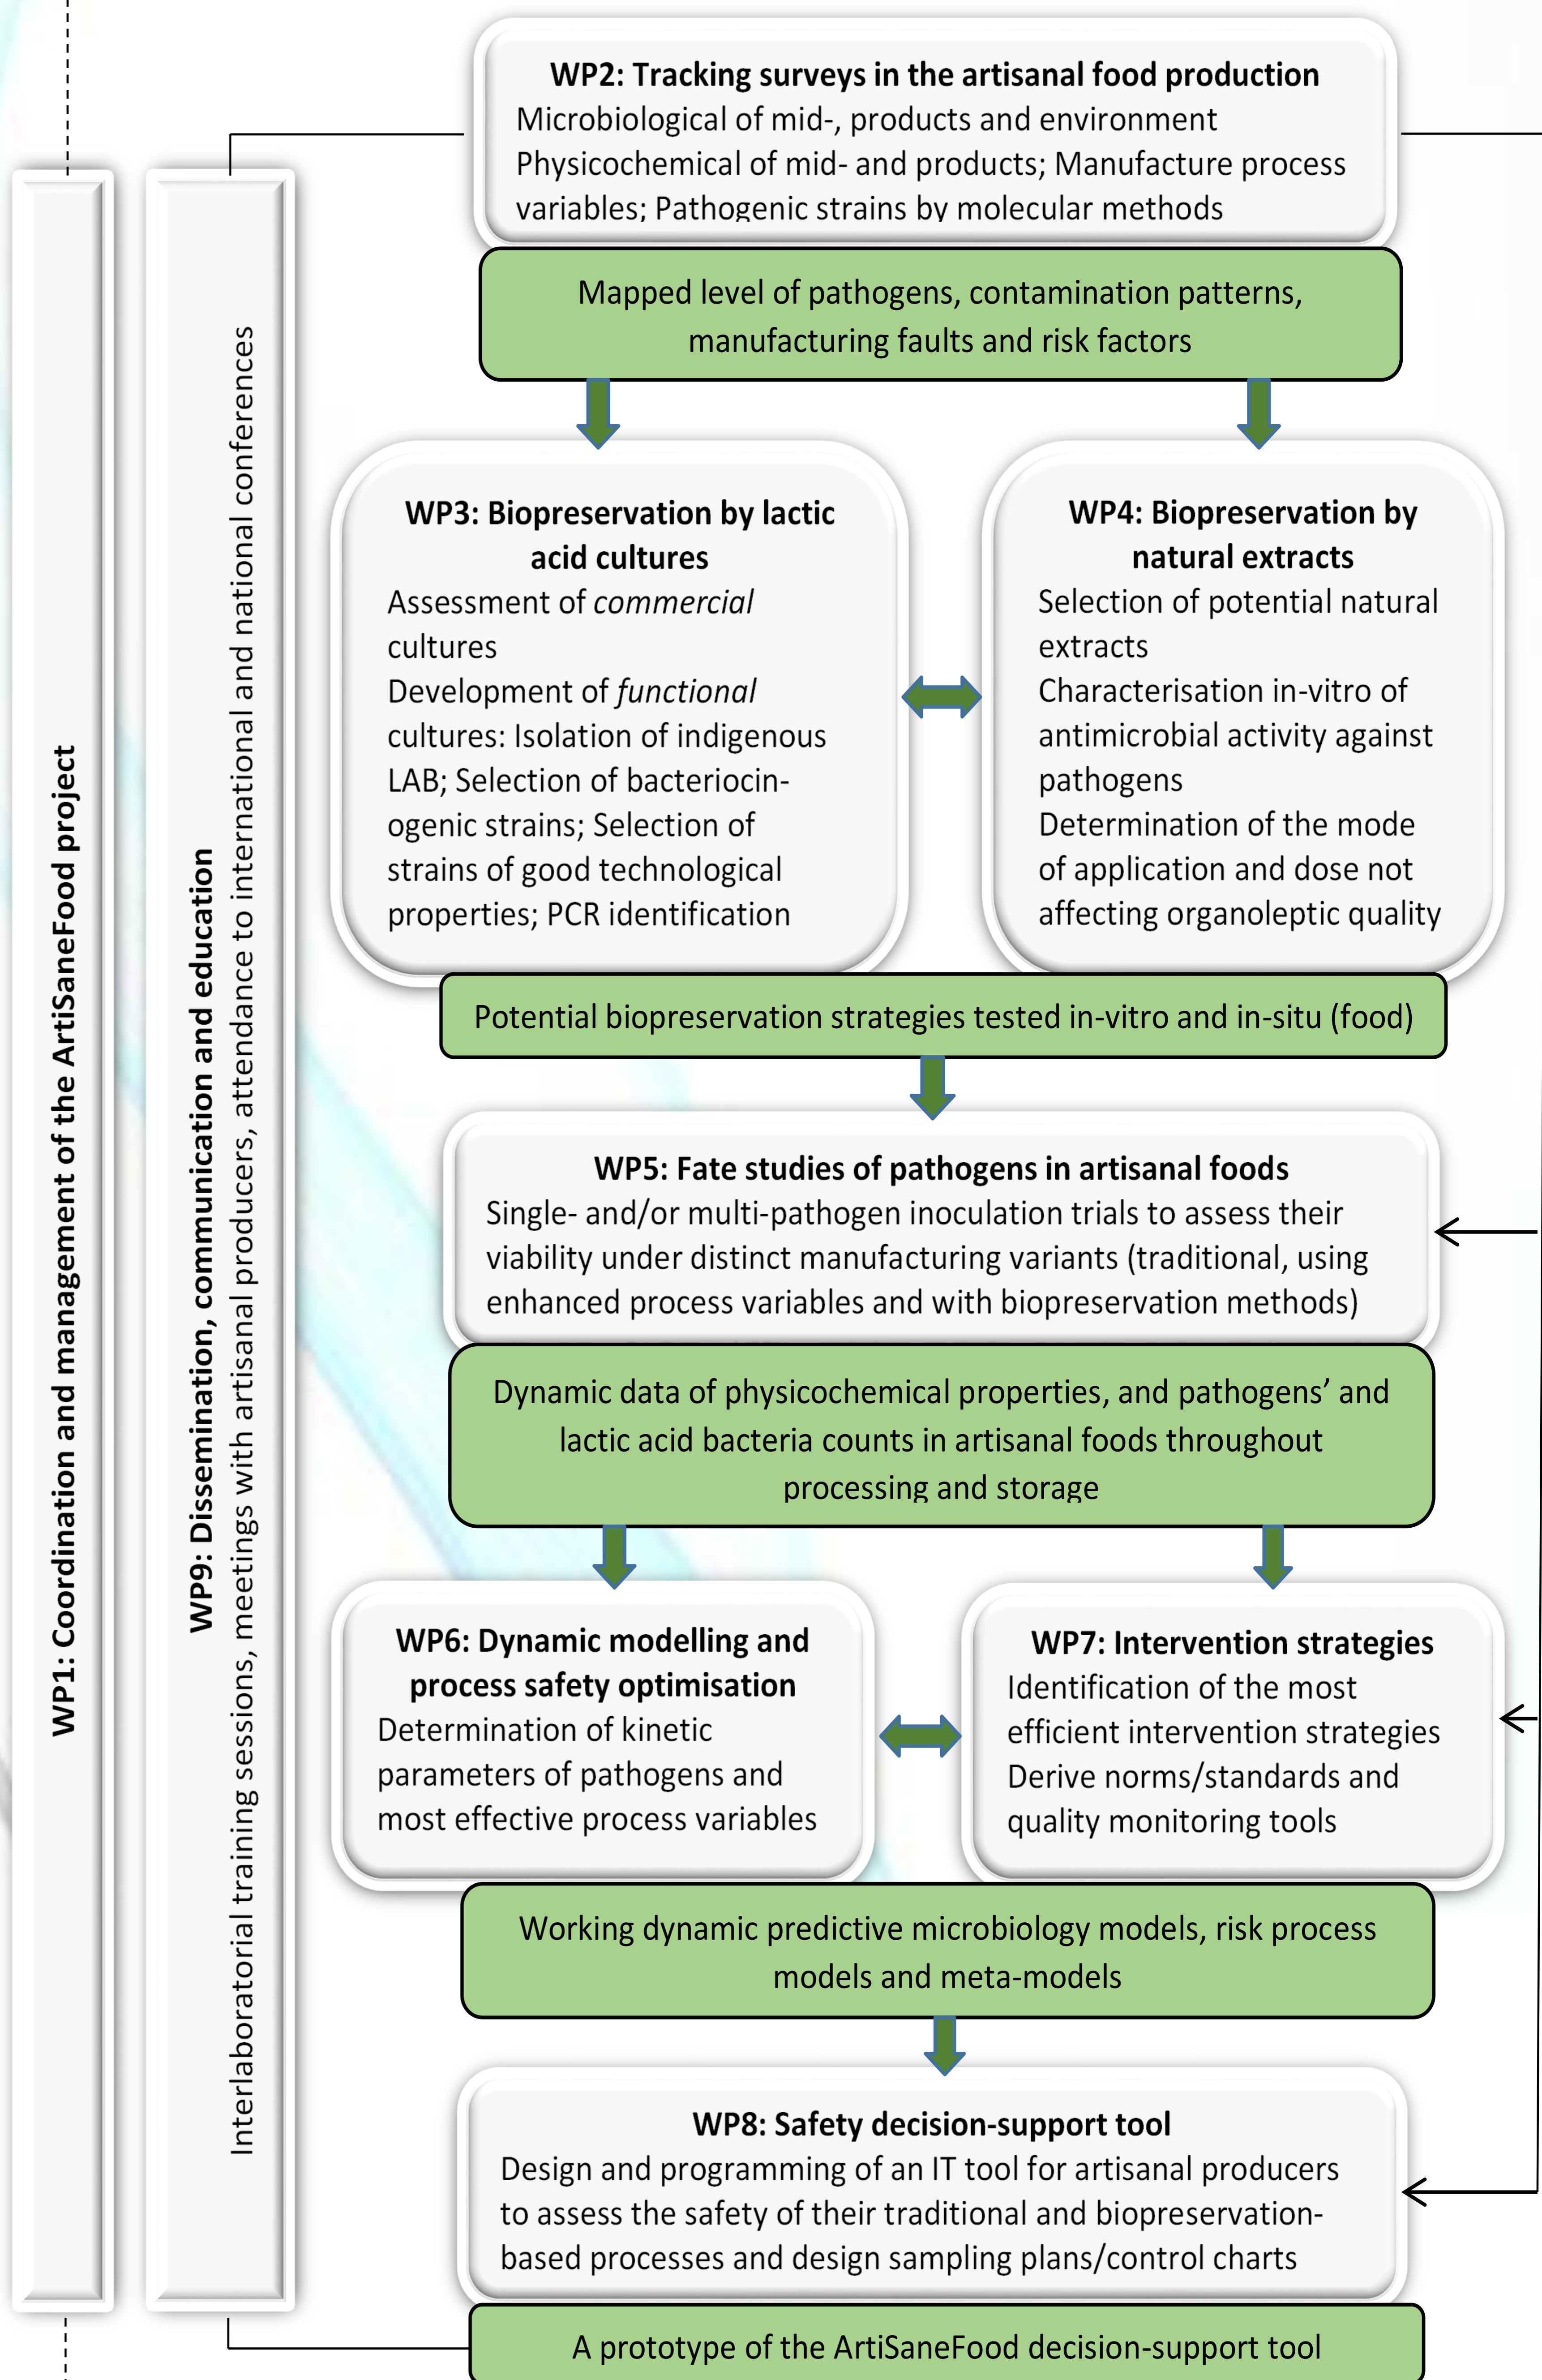 WP1: Coordination and management of the ArtiSaneFood project
WP9: Dissemination, communication and education
Interlaboratorial training sessions, meetings with artisanal producers, attendance to international and national conferences
WP2: Tracking surveys in the artisanal food production
Microbiological of mid-, products and environment
Physicochemical of mid- and products; Manufacture process
variables; Pathogenic strains by molecular methods
Mapped level of pathogens, contamination patterns,
manufacturing faults and risk factors
WP3: Biopreservation by lactic
acid cultures
Assessment of commercial
cultures
Development of functional
cultures: Isolation of indigenous
LAB; Selection of bacteriocin-
ogenic strains; Selection of
strains of good technological
properties; PCR identification
WP4: Biopreservation by
natural extracts
Selection of potential natural
extracts
Characterisation in-vitro of
antimicrobial activity against
pathogens
Determination of the mode
of application and dose not
affecting organoleptic quality
Potential biopreservation strategies tested in-vitro and in-situ (food)
WP5: Fate studies of pathogens in artisanal foods
Single- and/or multi-pathogen inoculation trials to assess their
viability under distinct manufacturing variants (traditional, using
enhanced process variables and with biopreservation methods)
Dynamic data of physicochemical properties, and pathogens’ and
lactic acid bacteria counts in artisanal foods throughout
processing and storage
WP6: Dynamic modelling and
process safety optimisation
Determination of kinetic
parameters of pathogens and
most effective process variables
WP7: Intervention strategies
Identification of the most
efficient intervention strategies
Derive norms/standards and
quality monitoring tools
Working dynamic predictive microbiology models, risk process
models and meta-models
WP8: Safety decision-support tool
Design and programming of an IT tool for artisanal producers
to assess the safety of their traditional and biopreservation-
based processes and design sampling plans/control charts
A prototype of the ArtiSaneFood decision-support tool